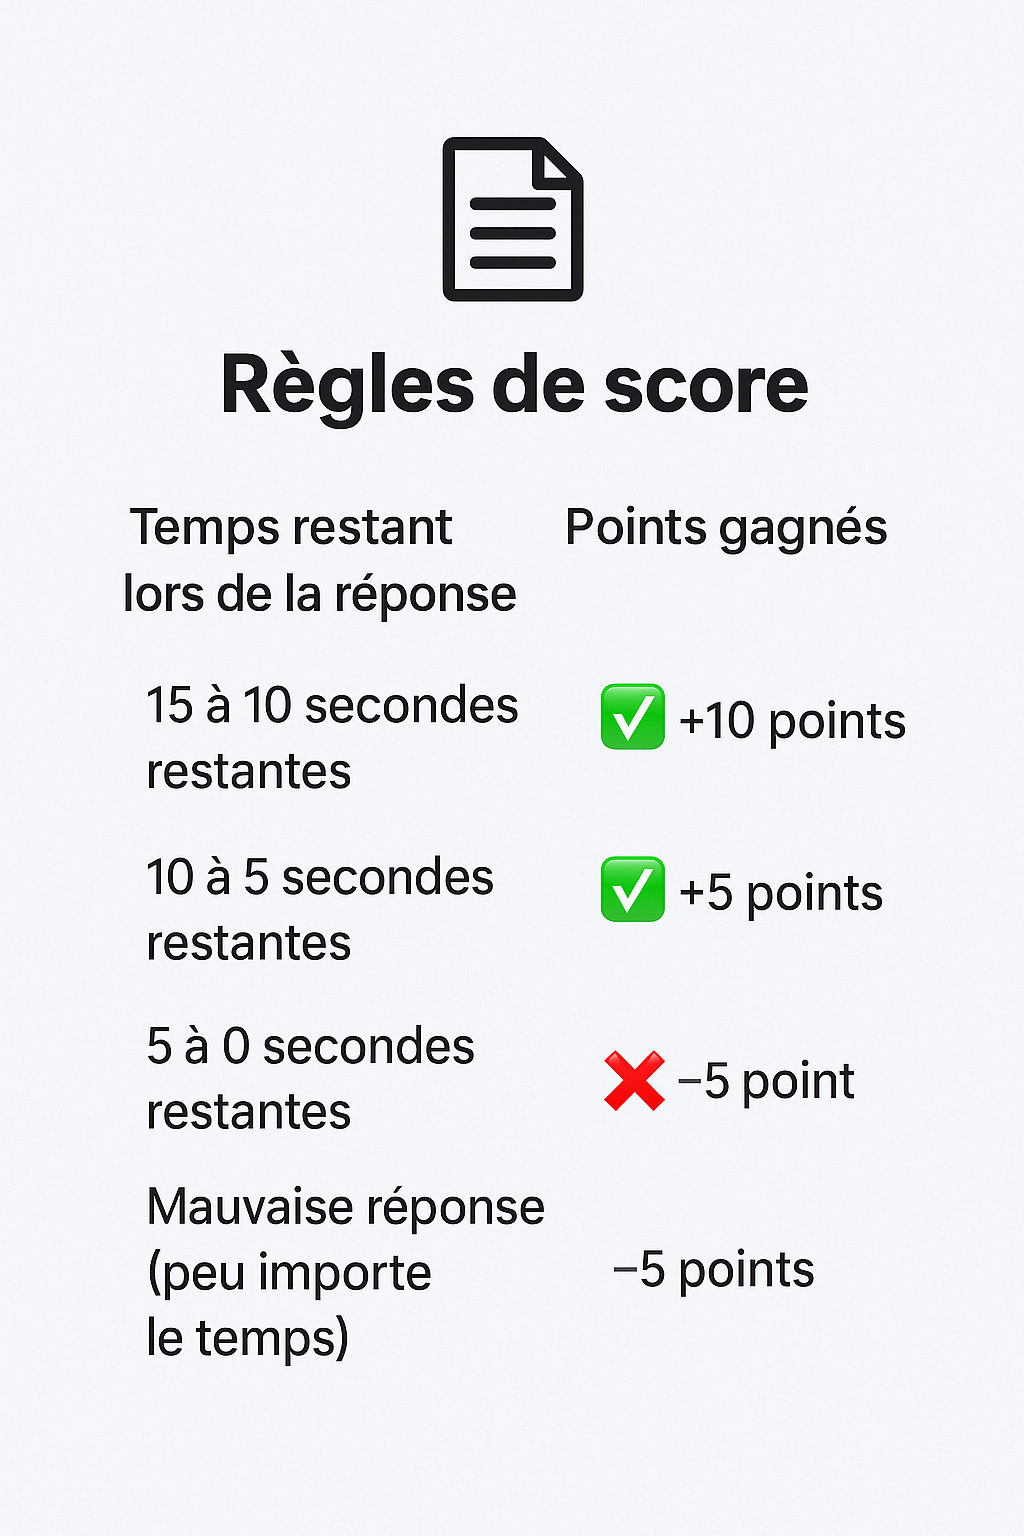 Règles de score
Temps restant
lors de la réponse
Points gagnés
15 à 10 secondes
restantes
+10 points
10 à 5 secondes
restantes
+5 points
5 à 0 secondes
restantes
−5 point
Mauvaise réponse
(peu importe
le temps)
−5 points